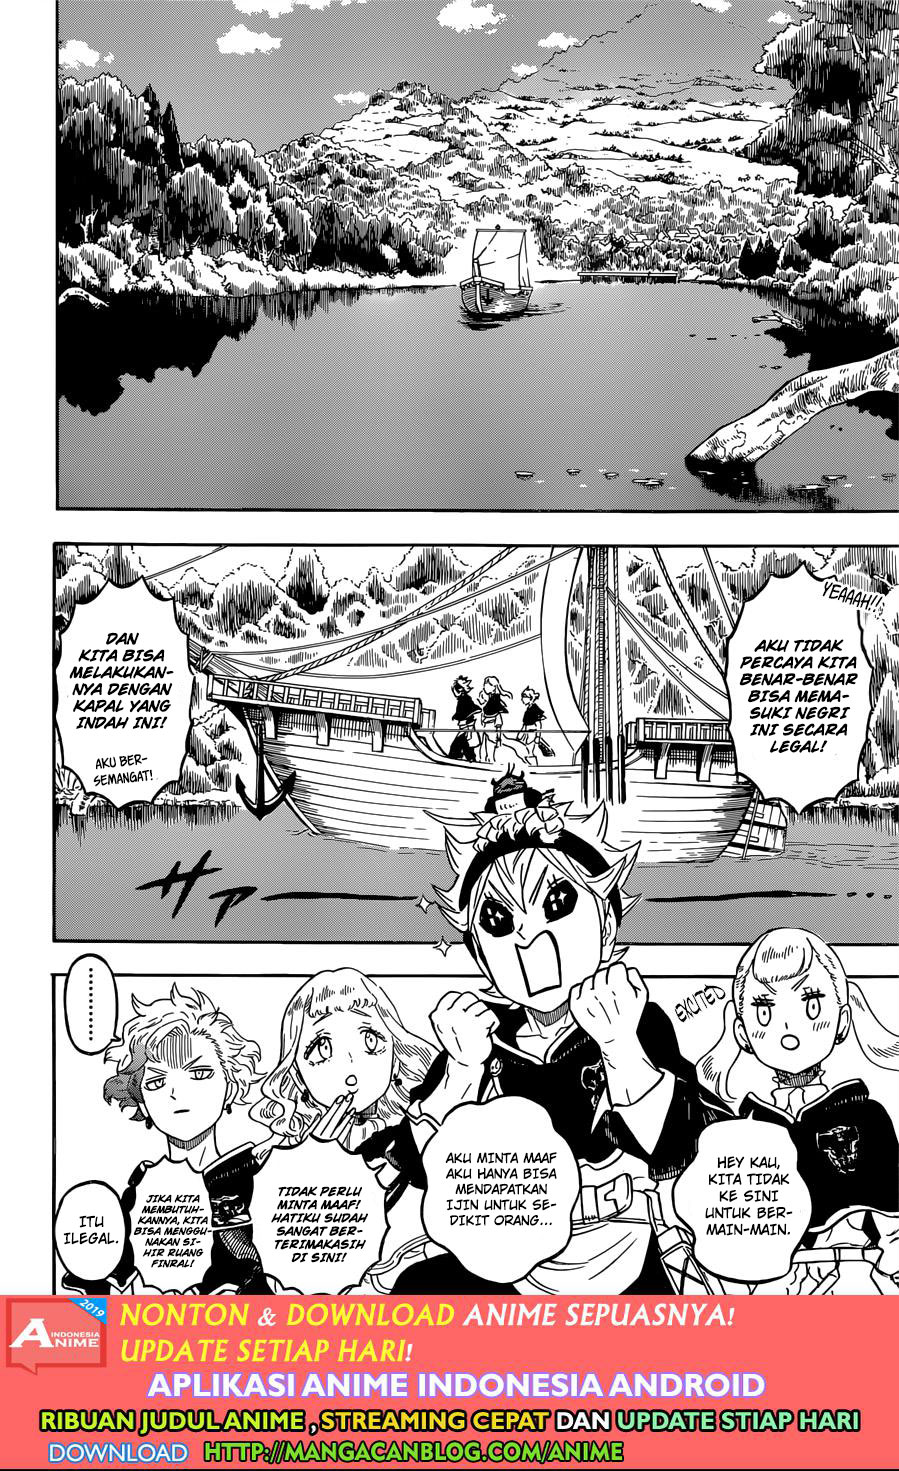 YEAAAH!!
AKU TIDAK
PERCAYA KITA
BENAR-BENAR
BISA MEMA-
SUKI NEGRI
INI SECARA
LEGAL!
DAN
KITA BISA
MELAKUKAN-
NYA DENGAN
KAPAL YANG
INDAH INI!
AKU BER-
SEMANGAT!
ザァ
EXCITED
HEY KAU,
KITA TIDAK
KE SINI
UNTUK BER-
MAIN-MAIN.
AKU MINTA MAAF
AKU HANYA BISA
MENDAPATKAN
IJIN UNTUK SE-
DIKIT ORANG...
TIDAK PERLU
MINTA MAAF!
HATIKU SUDAH
SANGAT BER-
TERIMAKASIH
DI SINI!
JIKA KITA
MEMBUTUH-
KANNYA, KITA
BISA MENGGU-
NAKAN SI-
HIR RUANG
FINRAL!
..........
ITU
ILEGAL.
2019
INDONESIA
ANIME
NONTON & DOWNLOAD ANIME SEPUASNYA!
UPDATE SETIAP HARI!
APLIKASI ANIME INDONESIA ANDROID
RIBUAN JUDUL ANIME , STREAMING CEPAT DAN UPDATE STIAP HARI
DOWNLOAD HTTP://MANGACANBLOG.COM/ANIME